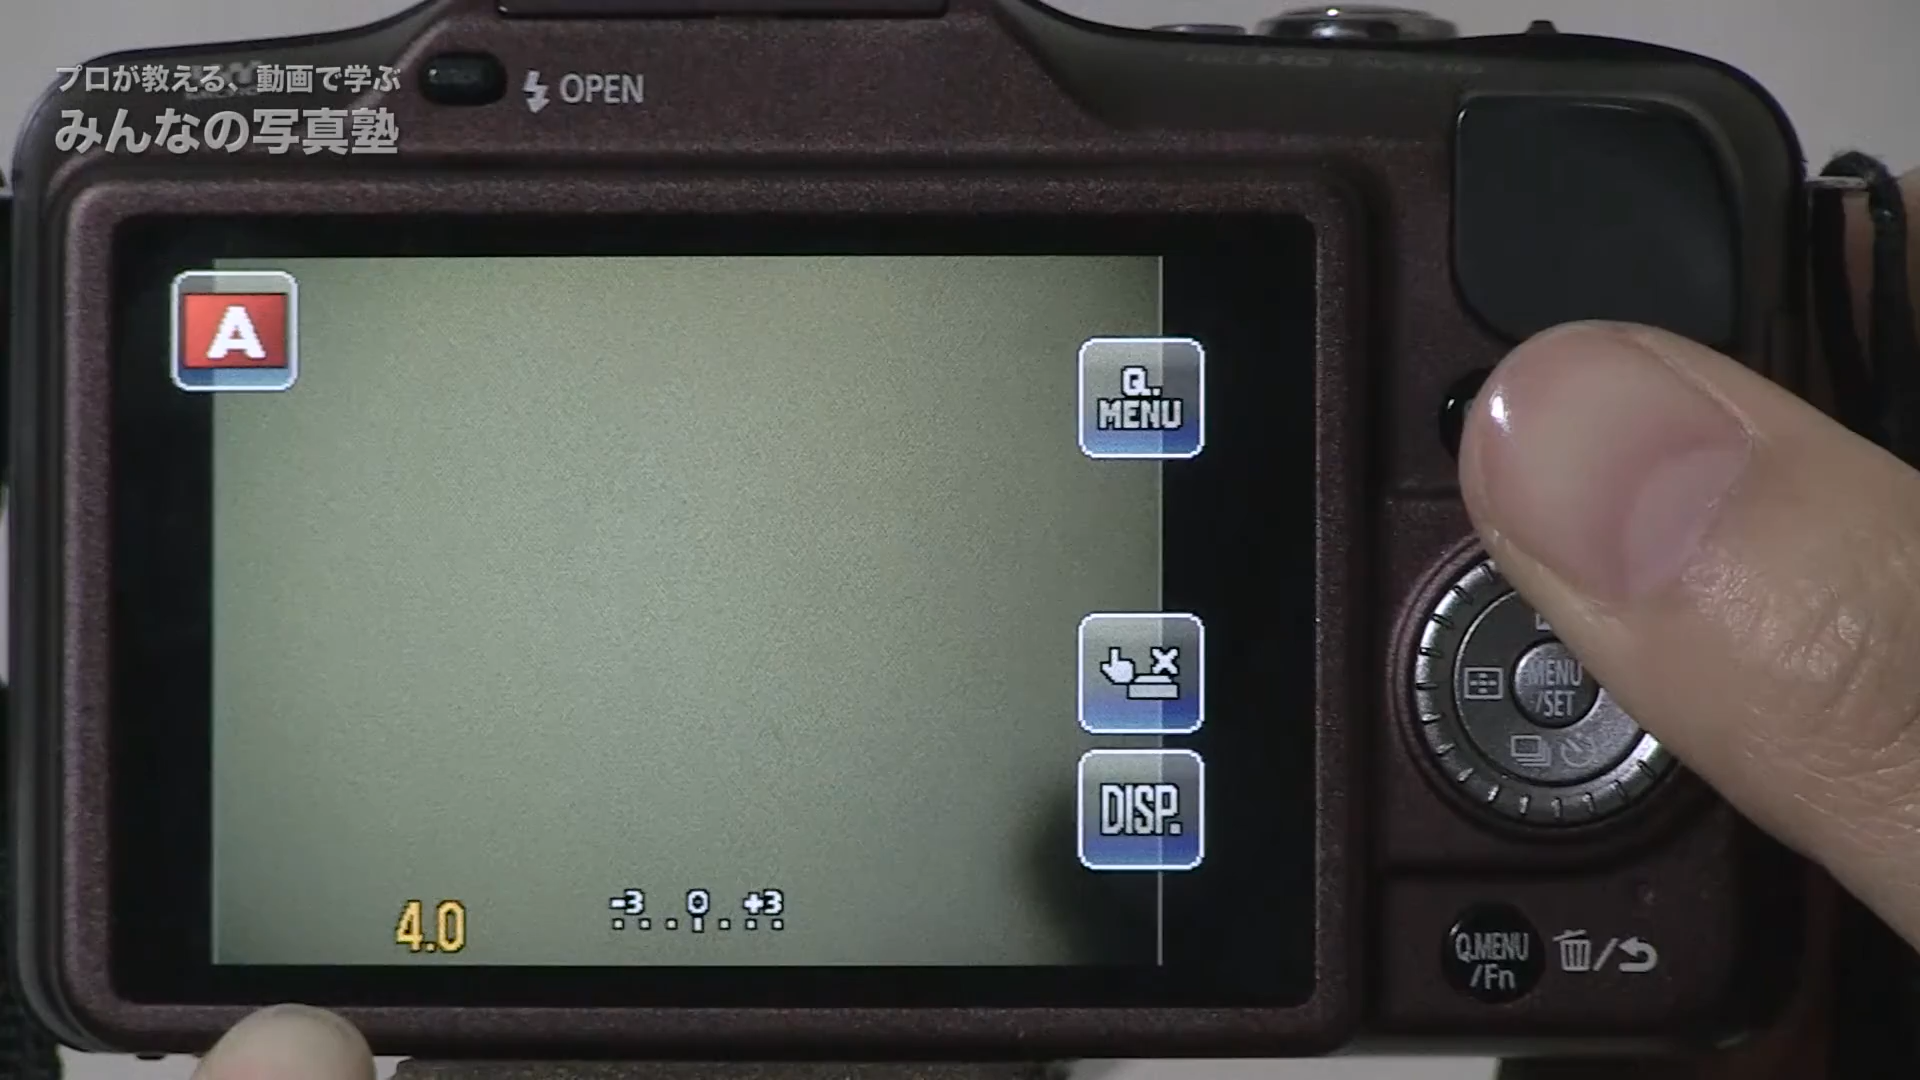 プロが教える、動画で学ぶ
みんなの写真塾
OPEN
A
Q.
MENU
DISP.
4.0
-3 0 +3
MENU
/SET
Q.MENU
/Fn